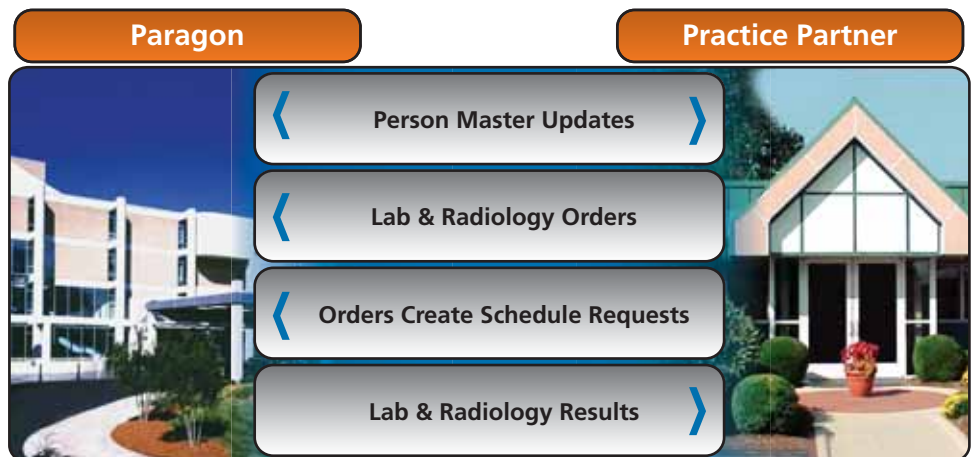 Paragon
Practice Partner
Person Master Updates
Lab & Radiology Orders
Orders Create Schedule Requests
Lab & Radiology Results